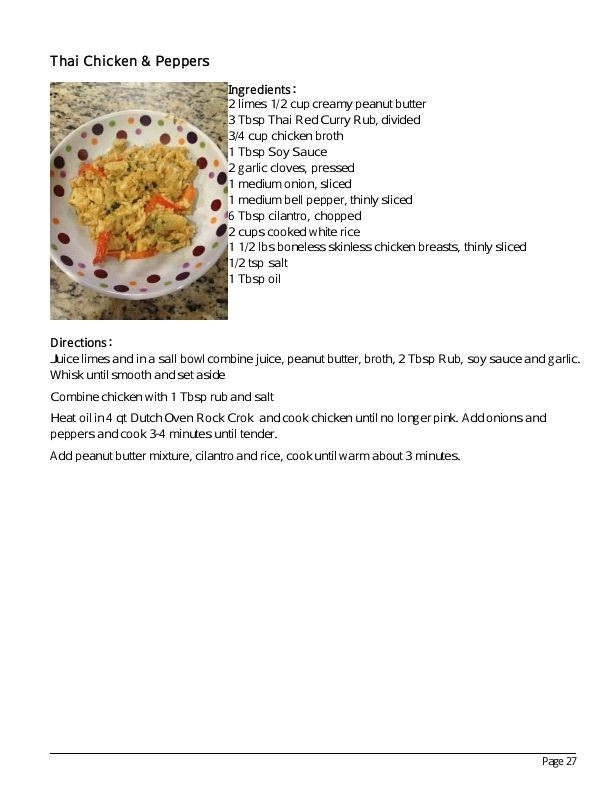 Thai Chicken & Peppers
Ingredients:
2 limes 1/2 cup creamy peanut butter
3 Tbsp Thai Red Curry Rub, divided
3/4 cup chicken broth
1 Tbsp Soy Sauce
2 garlic cloves, pressed
1 medium onion, sliced
1 medium bell pepper, thinly sliced
6 Tbsp cilantro, chopped
2 cups cooked white rice
1 1/2 lbs boneless skinless chicken breasts, thinly sliced
1/2 tsp salt
1 Tbsp oil
Directions:
Juice limes and in a sall bowl combine juice, peanut butter, broth, 2 Tbsp Rub, soy sauce and garlic.
Whisk until smooth and set aside
Combine chicken with 1 Tbsp rub and salt
Heat oil in 4 qt Dutch Oven Rock Crok and cook chicken until no longer pink. Add onions and
peppers and cook 3-4 minutes until tender.
Add peanut butter mixture, cilantro and rice, cook until warm about 3 minutes.
Page 27